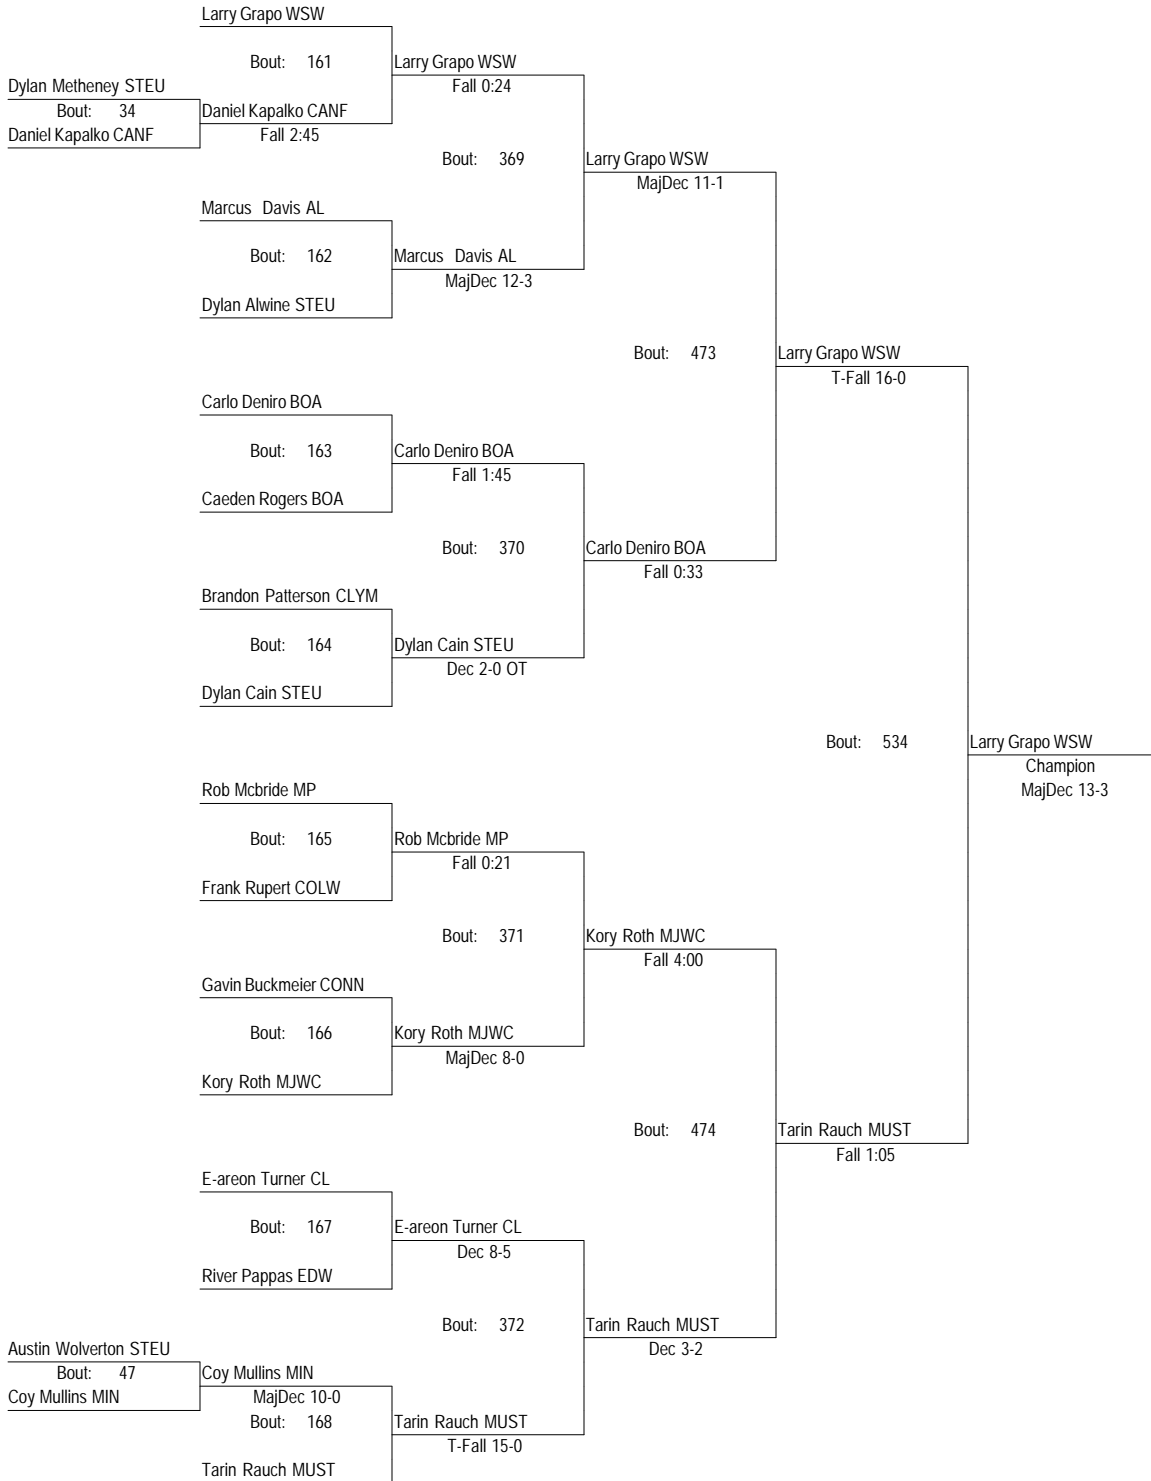 Larry Grapo WSW
Bout: 161
Larry Grapo WSW
Dylan Metheney STEU
Fall 0:24
Bout: 34
Daniel Kapalko CANF
Daniel Kapalko CANF
Fall 2:45
Bout: 369
Larry Grapo WSW
MajDec 11-1
Marcus Davis AL
Bout: 162
Marcus Davis AL
MajDec 12-3
Dylan Alwine STEU
Bout: 473
Larry Grapo WSW
T-Fall 16-0
Carlo Deniro BOA
Bout: 163
Carlo Deniro BOA
Fall 1:45
Caeden Rogers BOA
Bout: 370
Carlo Deniro BOA
Fall 0:33
Brandon Patterson CLYM
Bout: 164
Dylan Cain STEU
Dec 2-0 OT
Dylan Cain STEU
Bout: 534
Larry Grapo WSW
Champion
MajDec 13-3
Rob Mcbride MP
Bout: 165
Rob Mcbride MP
Fall 0:21
Frank Rupert COLW
Bout: 371
Kory Roth MJWC
Fall 4:00
Gavin Buckmeier CONN
Bout: 166
Kory Roth MJWC
MajDec 8-0
Kory Roth MJWC
Bout: 474
Tarin Rauch MUST
Fall 1:05
E-areon Turner CL
Bout: 167
E-areon Turner CL
Dec 8-5
River Pappas EDW
Bout: 372
Tarin Rauch MUST
Dec 3-2
Austin Wolverton STEU
Bout: 47
Coy Mullins MIN
Coy Mullins MIN
MajDec 10-0
Bout: 168
Tarin Rauch MUST
T-Fall 15-0
Tarin Rauch MUST